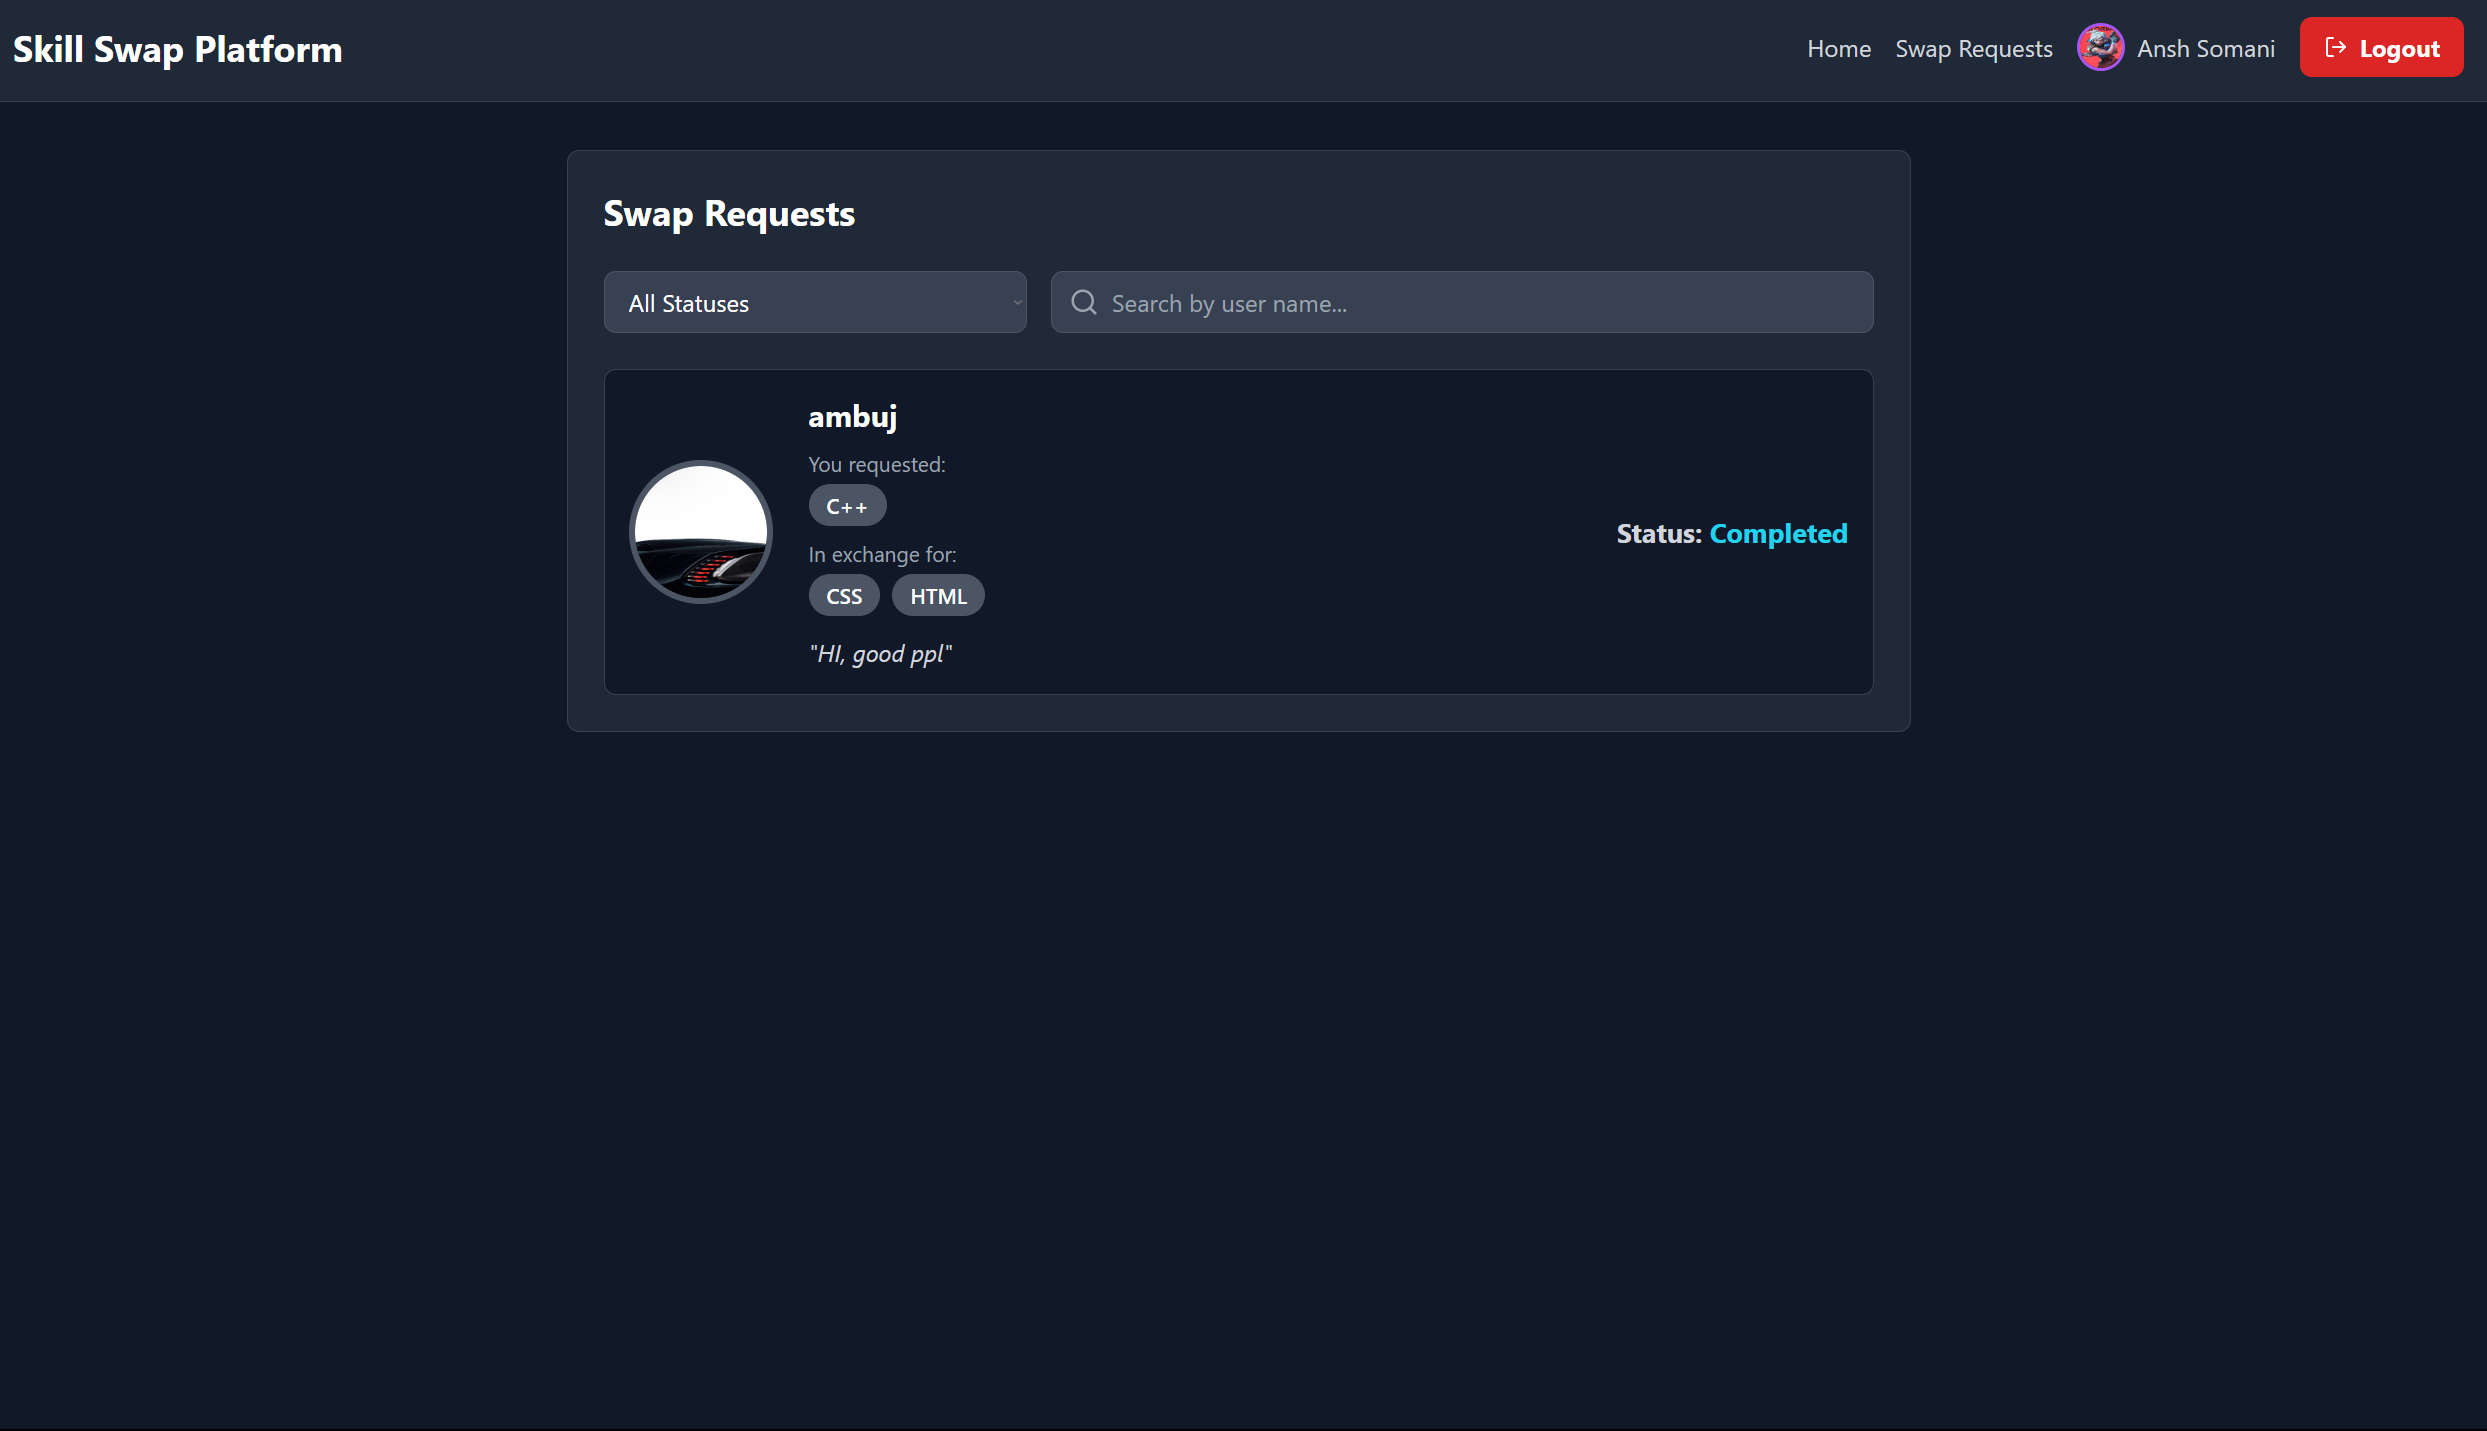 Skill Swap Platform
Home
Swap Requests
Ansh Somani
Logout
Swap Requests
All Statuses
Search by user name...
ambuj
You requested:
C++
In exchange for:
CSS HTML
"HI, good ppl"
Status: Completed